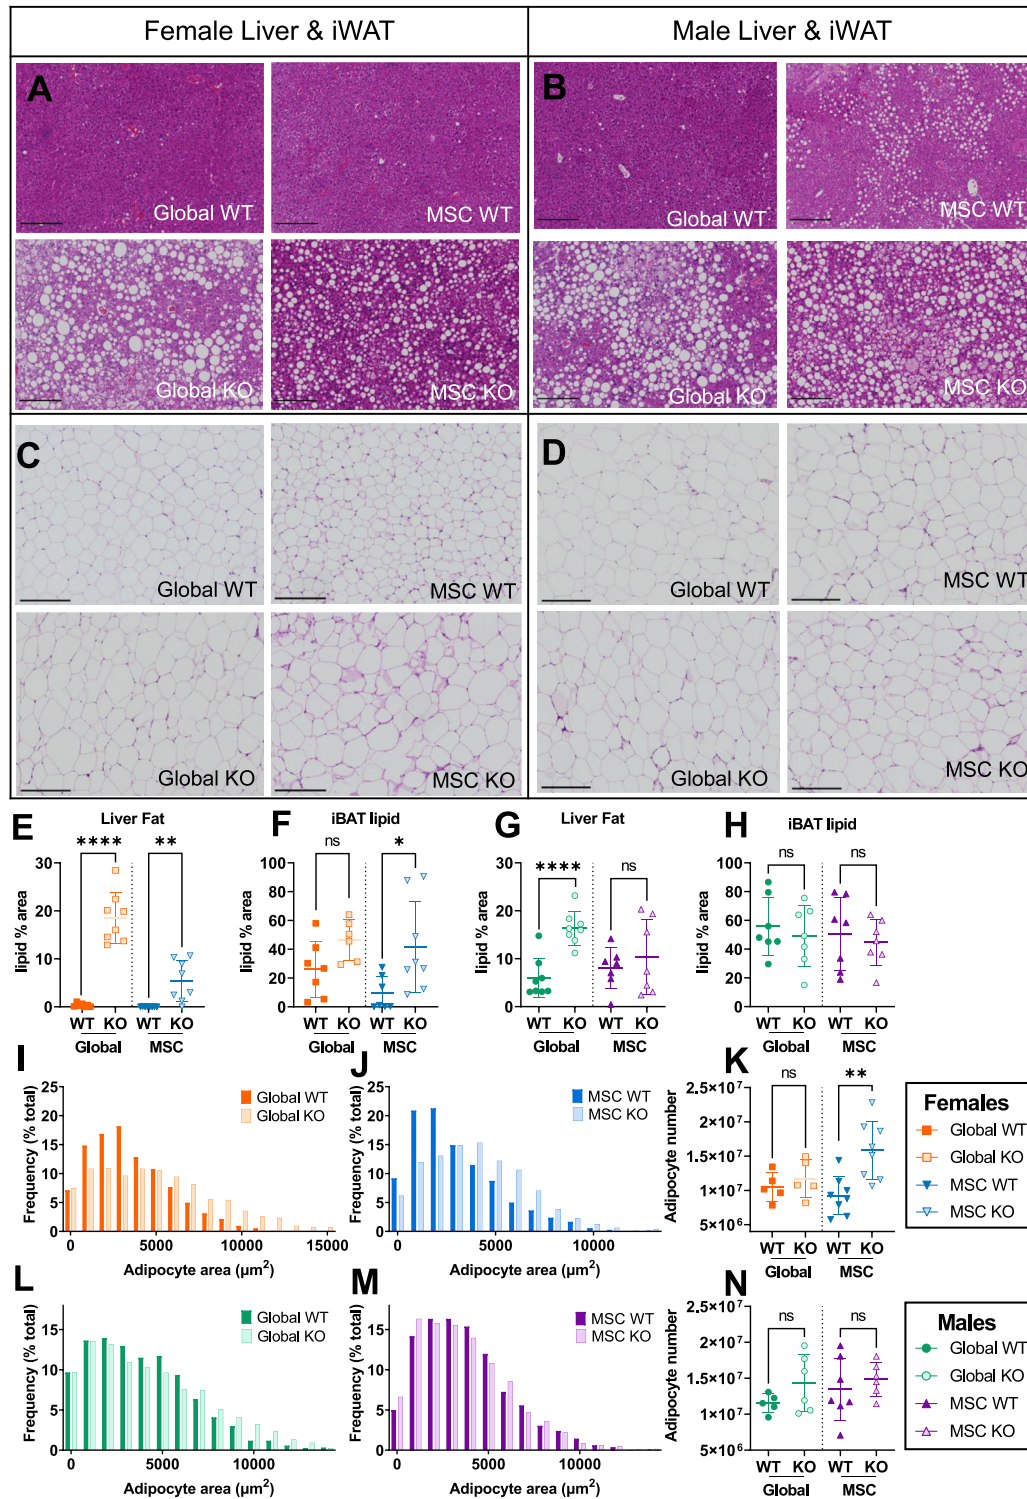 Female Liver & iWAT
Male Liver & iWAT
A
Global WT
MSC WT
B
Global WT
MSC WT
Global KO
MSC KO
Global KO
MSC KO
C
Global WT
MSC WT
D
Global WT
MSC WT
Global KO
MSC KO
Global KO
MSC KO
E
Liver Fat
lipid % area
30
20
10
0
****
**
WT KO WT KO
Global MSC
F
iBAT lipid
lipid % area
100
80
60
40
20
0
ns
*
WT KO WT KO
Global MSC
G
Liver Fat
lipid % area
30
20
10
0
****
ns
WT KO WT KO
Global MSC
H
iBAT lipid
lipid % area
100
80
60
40
20
0
ns
ns
WT KO WT KO
Global MSC
I
Frequency (% total)
25
20
15
10
5
0
Global WT
Global KO
0 5000 10000 15000
Adipocyte area (µm²)
J
Frequency (% total)
25
20
15
10
5
0
MSC WT
MSC KO
0 5000 10000
Adipocyte area (µm²)
K
Adipocyte number
2.5×10⁷
2.0×10⁷
1.5×10⁷
1.0×10⁷
5×10⁶
ns
**
WT KO WT KO
Global MSC
Females
Global WT
Global KO
MSC WT
MSC KO
L
Frequency (% total)
15
10
5
0
Global WT
Global KO
0 5000 10000
Adipocyte area (µm²)
M
Frequency (% total)
15
10
5
0
MSC WT
MSC KO
0 5000 10000
Adipocyte area (µm²)
N
Adipocyte number
2.5×10⁷
2.0×10⁷
1.5×10⁷
1.0×10⁷
5×10⁶
ns
ns
WT KO WT KO
Global MSC
Males
Global WT
Global KO
MSC WT
MSC KO